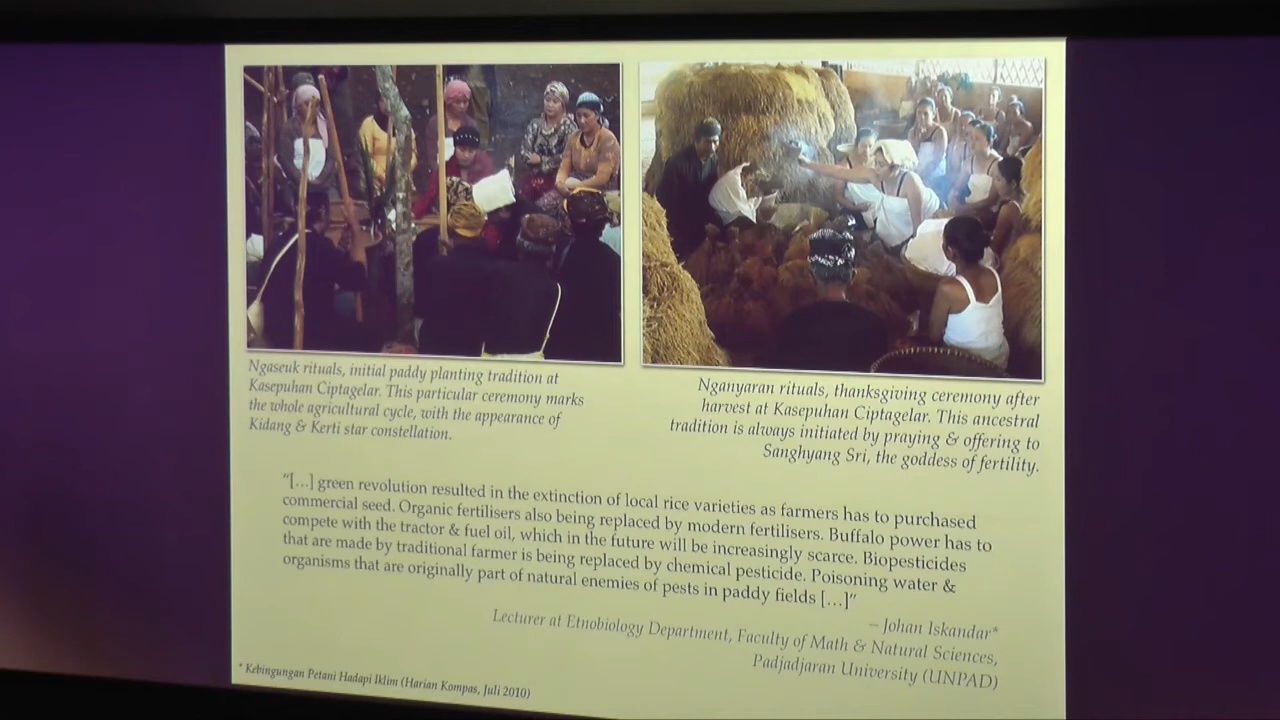 Ngaseuk rituals, initial paddy planting tradition at
Kasepuhan Ciptagelar. This particular ceremony marks
the whole agricultural cycle, with the appearance of
Kidang & Kerti star constellation.
Nganyaran rituals, thanksgiving ceremony after
harvest at Kasepuhan Ciptagelar. This ancestral
tradition is always initiated by praying & offering to
Sanghyang Sri, the goddess of fertility.
"[...] green revolution resulted in the extinction of local rice varieties as farmers has to purchased
commercial seed. Organic fertilisers also being replaced by modern fertilisers. Buffalo power has to
compete with the tractor & fuel oil, which in the future will be increasingly scarce. Biopesticides
that are made by traditional farmer is being replaced by chemical pesticide. Poisoning water &
organisms that are originally part of natural enemies of pests in paddy fields [...]"
– Johan Iskandar*
Lecturer at Etnobiology Department, Faculty of Math & Natural Sciences,
Padjadjaran University (UNPAD)
* Kebingungan Petani Hadapi Iklim (Harian Kompas, Juli 2010)